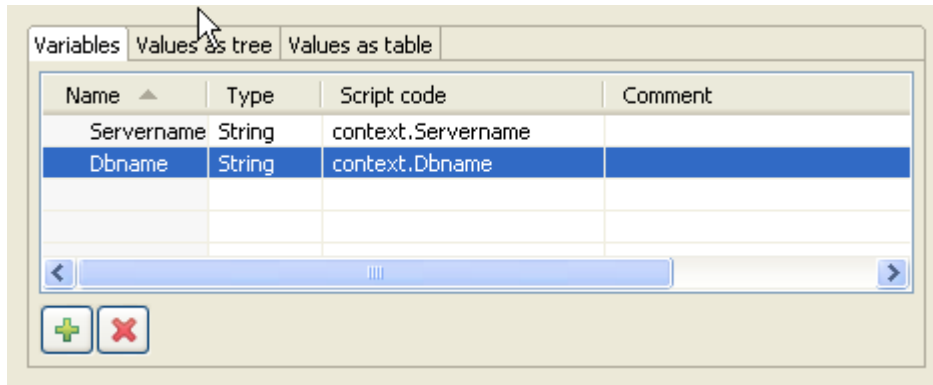 Variables Values as tree Values as table
Name Type Script code Comment
Servername String context.Servername
Dbname String context.Dbname